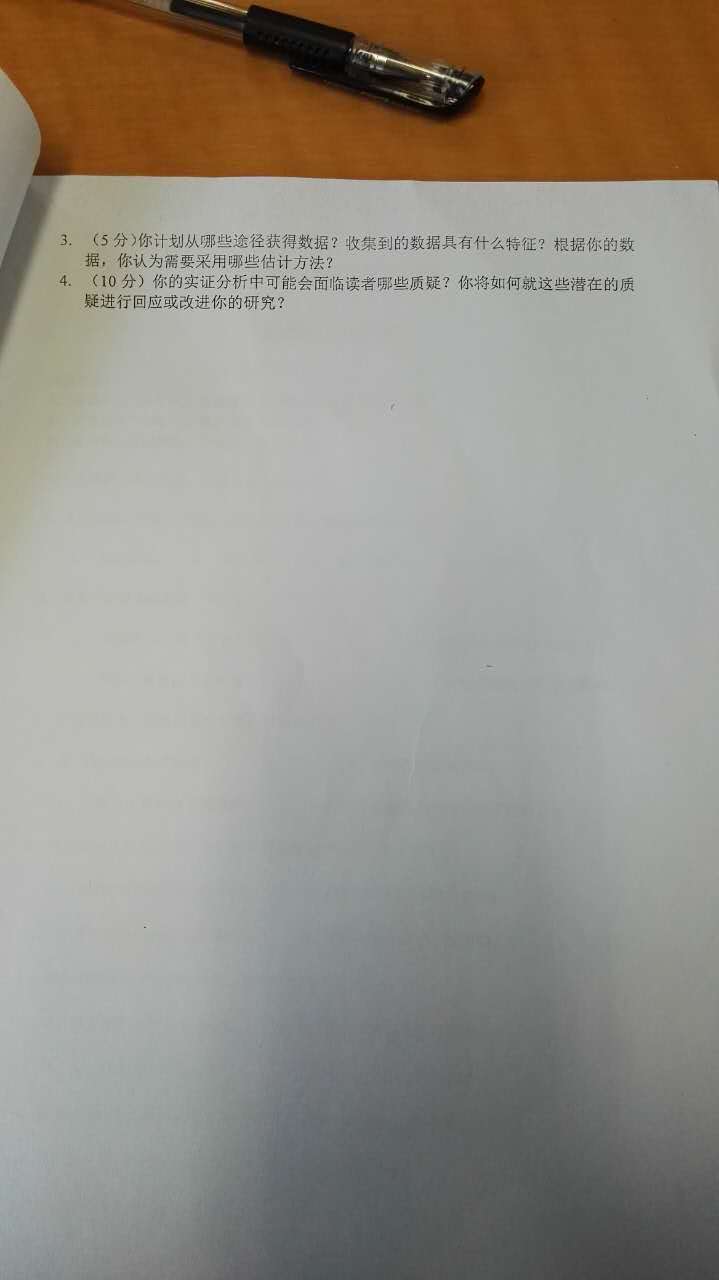 3. （5 分）你计划从哪些途径获得数据？收集到的数据具有什么特征？根据你的数
据，你认为需要采用哪些估计方法？
4. （10 分）你的实证分析中可能会面临读者哪些质疑？你将如何就这些潜在的质
疑进行回应或改进你的研究？